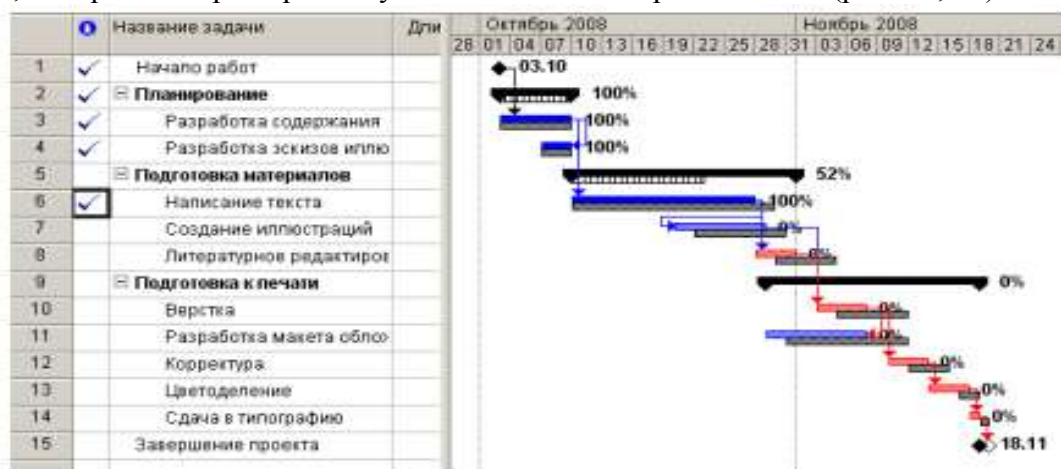 Название задачи Дли Октябрь 2008 Ноябрь 2008
28 01 04 07 10 13 16 19 22 25 28 31 03 06 09 12 15 18 21 24
1 Начало работ 03.10
2 Планирование 100%
3 Разработка содержания 100%
4 Разработка эскизов иллю 100%
5 Подготовка материалов 52%
6 Написание текста 100%
7 Создание иллюстраций 0%
8 Литературное редактиров 0%
9 Подготовка к печати 0%
10 Верстка 0%
11 Разработка макета обло 0%
12 Корректура 0%
13 Цветоделение 0%
14 Сдача в типографию 0%
15 Завершение проекта 18.11